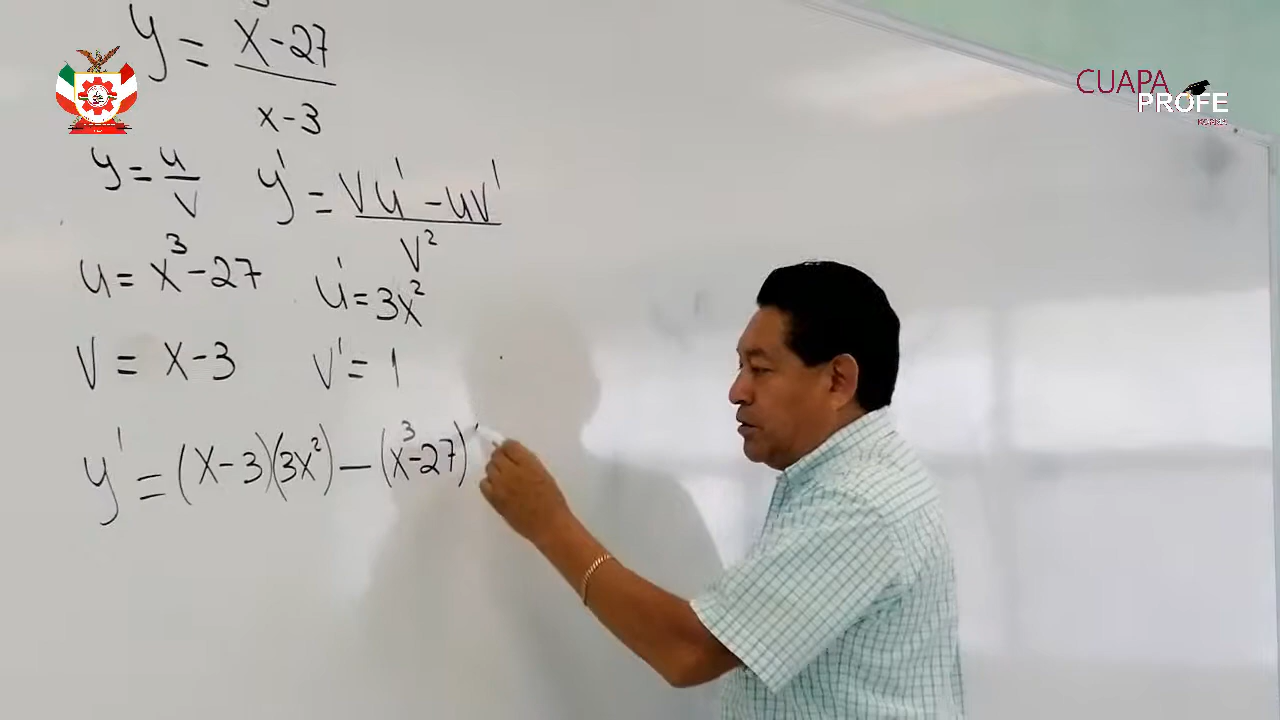 CUAPA
PROFE
y = x³-27
x-3
y = u/v y' = vu' - uv'
v²
u = x³-27 u' = 3x²
v = x-3 v' = 1
y' = (x-3)(3x²) - (x³-27)